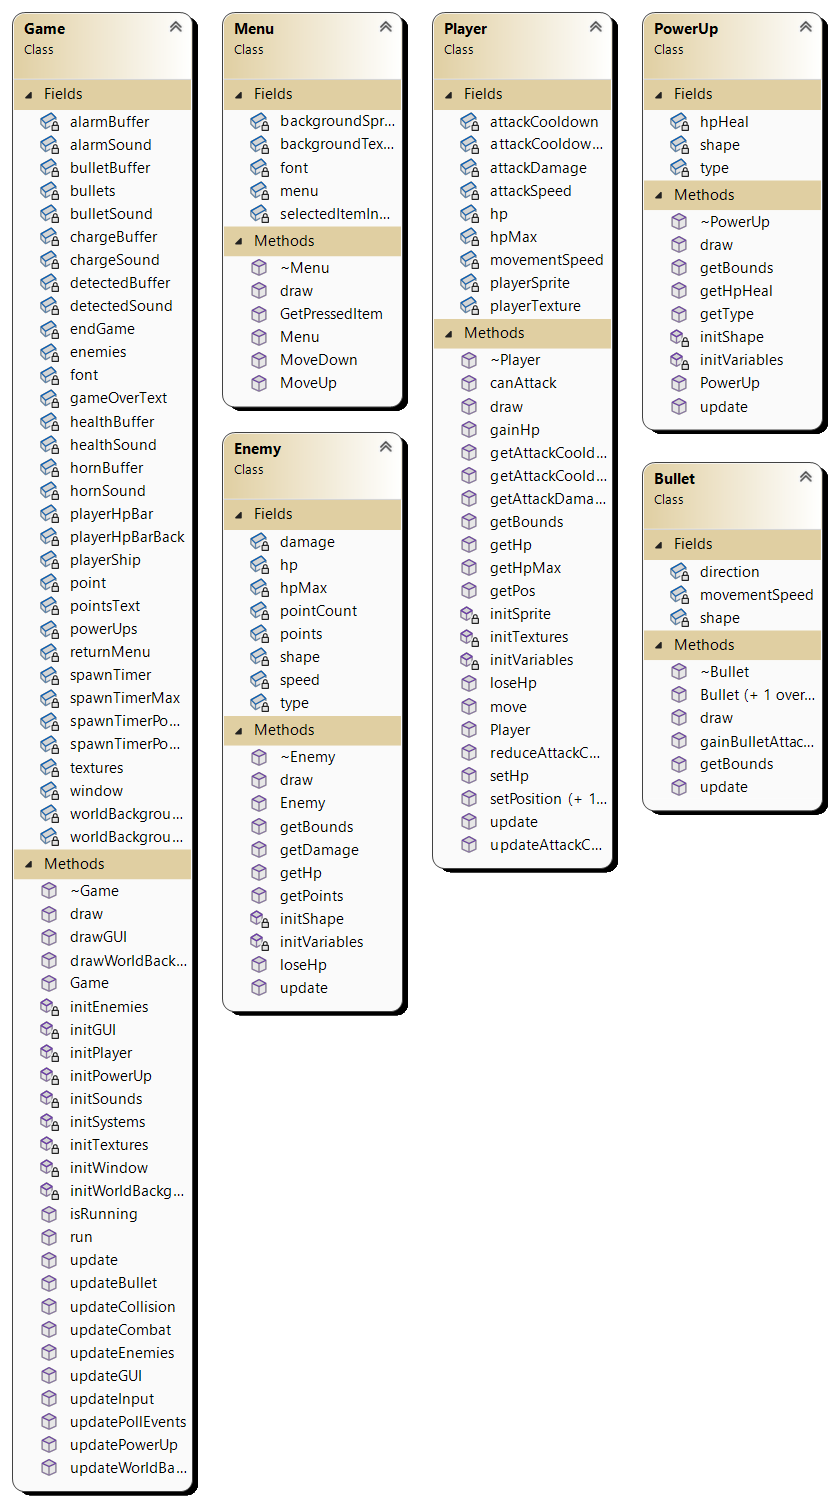 Game
Class
Fields
alarmBuffer
alarmSound
bulletBuffer
bullets
bulletSound
chargeBuffer
chargeSound
detectedBuffer
detectedSound
endGame
enemies
font
gameOverText
healthBuffer
healthSound
hornBuffer
hornSound
playerHpBar
playerHpBarBack
playerShip
point
pointsText
powerUps
returnMenu
spawnTimer
spawnTimerMax
spawnTimerPo...
spawnTimerPo...
textures
window
worldBackgrou...
worldBackgrou...
Methods
~Game
draw
drawGUI
drawWorldBack...
Game
initEnemies
initGUI
initPlayer
initPowerUp
initSounds
initSystems
initTextures
initWindow
initWorldBackg...
isRunning
run
update
updateBullet
updateCollision
updateCombat
updateEnemies
updateGUI
updateInput
updatePollEvents
updatePowerUp
updateWorldBa...
Menu
Class
Fields
backgroundSpr...
backgroundTex...
font
menu
selectedItemIn...
Methods
~Menu
draw
GetPressedItem
Menu
MoveDown
MoveUp
Enemy
Class
Fields
damage
hp
hpMax
pointCount
points
shape
speed
type
Methods
~Enemy
draw
Enemy
getBounds
getDamage
getHp
getPoints
initShape
initVariables
loseHp
update
Player
Class
Fields
attackCooldown
attackCooldow...
attackDamage
attackSpeed
hp
hpMax
movementSpeed
playerSprite
playerTexture
Methods
~Player
canAttack
draw
gainHp
getAttackCoold...
getAttackCoold...
getAttackDama...
getBounds
getHp
getHpMax
getPos
initSprite
initTextures
initVariables
loseHp
move
Player
reduceAttackC...
setHp
setPosition (+ 1...
update
updateAttackC...
PowerUp
Class
Fields
hpHeal
shape
type
Methods
~PowerUp
draw
getBounds
getHpHeal
getType
initShape
initVariables
PowerUp
update
Bullet
Class
Fields
direction
movementSpeed
shape
Methods
~Bullet
Bullet (+ 1 over...
draw
gainBulletAttac...
getBounds
update